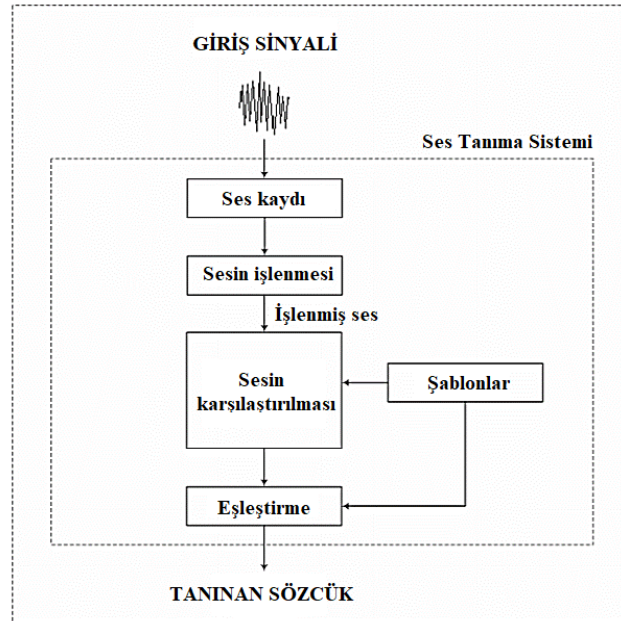 GİRİŞ SİNYALİ
Ses Tanıma Sistemi
Ses kaydı
Sesin işlenmesi
İşlenmiş ses
Sesin
karşılaştırılması
Şablonlar
Eşleştirme
TANINAN SÖZCÜK